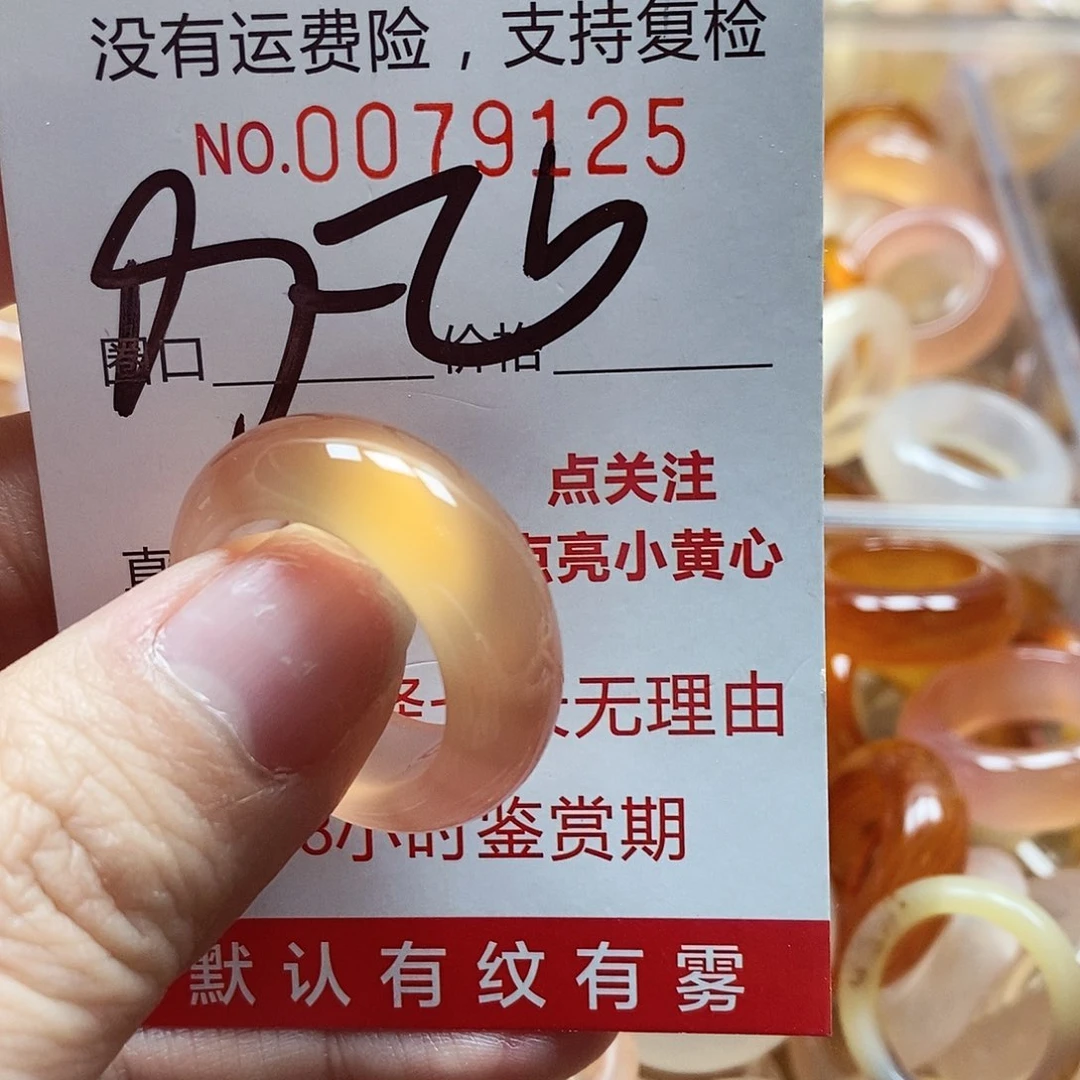 没有运费险，支持复检
NO.0079125
圈口 价格
点关注
点亮小黄心
无理由
8小时鉴赏期
默认有纹有雾